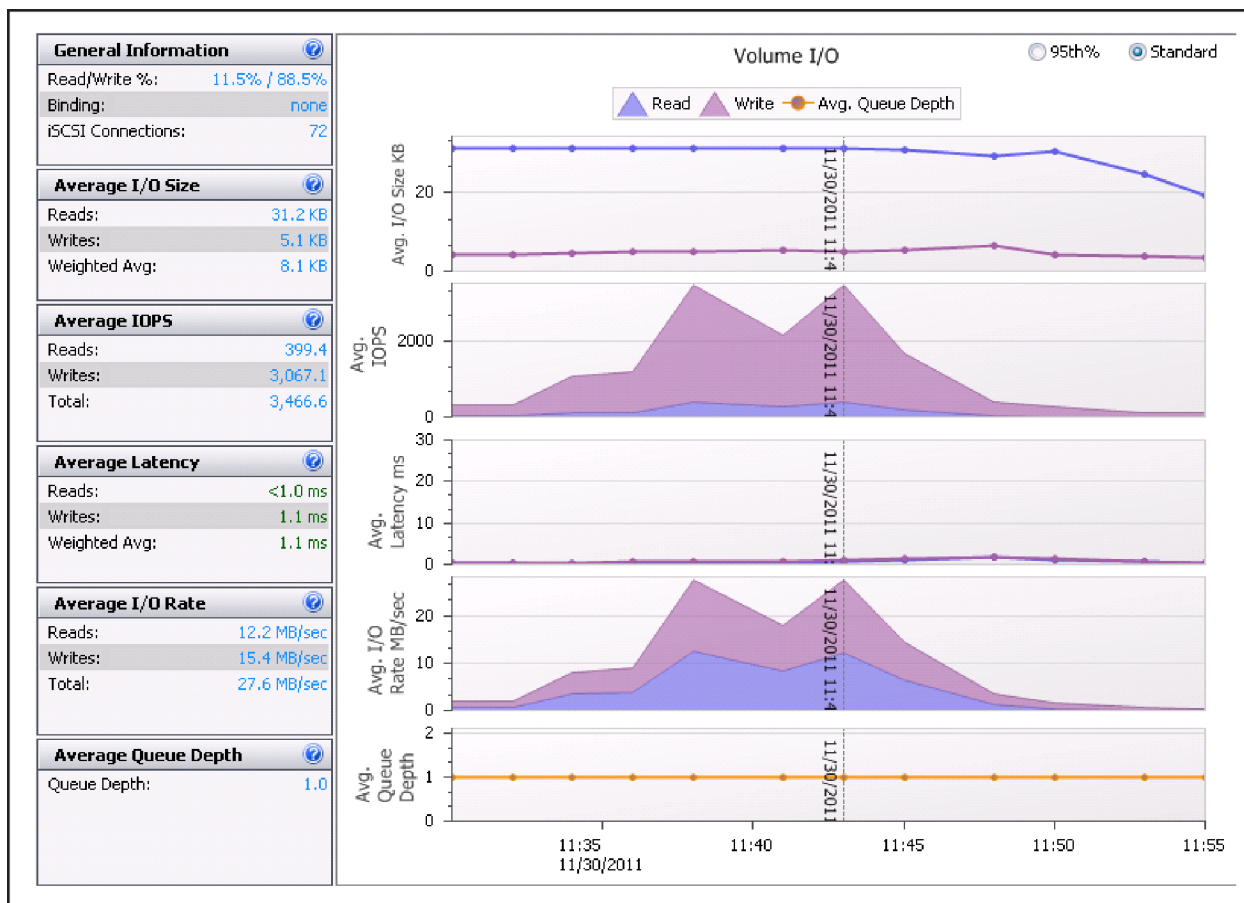 General Information
Read/Write %: 11.5% / 88.5%
Binding: none
iSCSI Connections: 72
Average I/O Size
Reads: 31.2 KB
Writes: 5.1 KB
Weighted Avg: 8.1 KB
Average IOPS
Reads: 399.4
Writes: 3,067.1
Total: 3,466.6
Average Latency
Reads: <1.0 ms
Writes: 1.1 ms
Weighted Avg: 1.1 ms
Average I/O Rate
Reads: 12.2 MB/sec
Writes: 15.4 MB/sec
Total: 27.6 MB/sec
Average Queue Depth
Queue Depth: 1.0
Volume I/O
95th% Standard
Read Write Avg. Queue Depth
Avg. I/O Size KB
20
0
11/30/2011 11:4
Avg.
IOPS
2000
0
11/30/2011 11:4
Avg.
Latency ms
30
20
10
0
11/30/2011 11:
Avg. I/O
Rate MB/sec
20
10
0
11/30/2011 11:4
Avg.
Queue
Depth
2
1
0
11/30/2011
11:35 11:40 11:45 11:50 11:55
11/30/2011